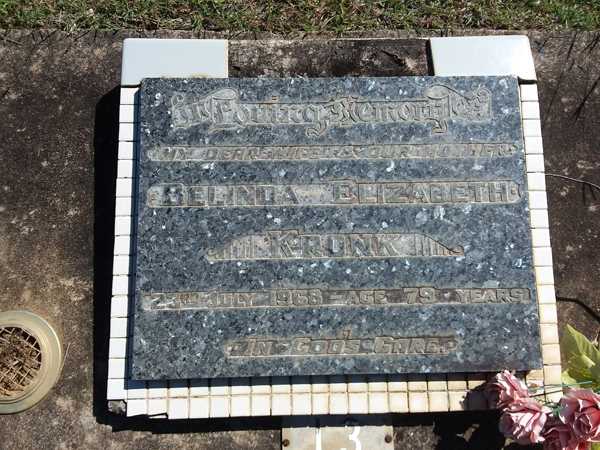 In Loving Memory of
MY DEAR WIFE & OUR MOTHER
BELINDA ELIZABETH
KRONK
23RD JULY 1968 - AGE 79 YEARS
IN GOD'S CARE
13